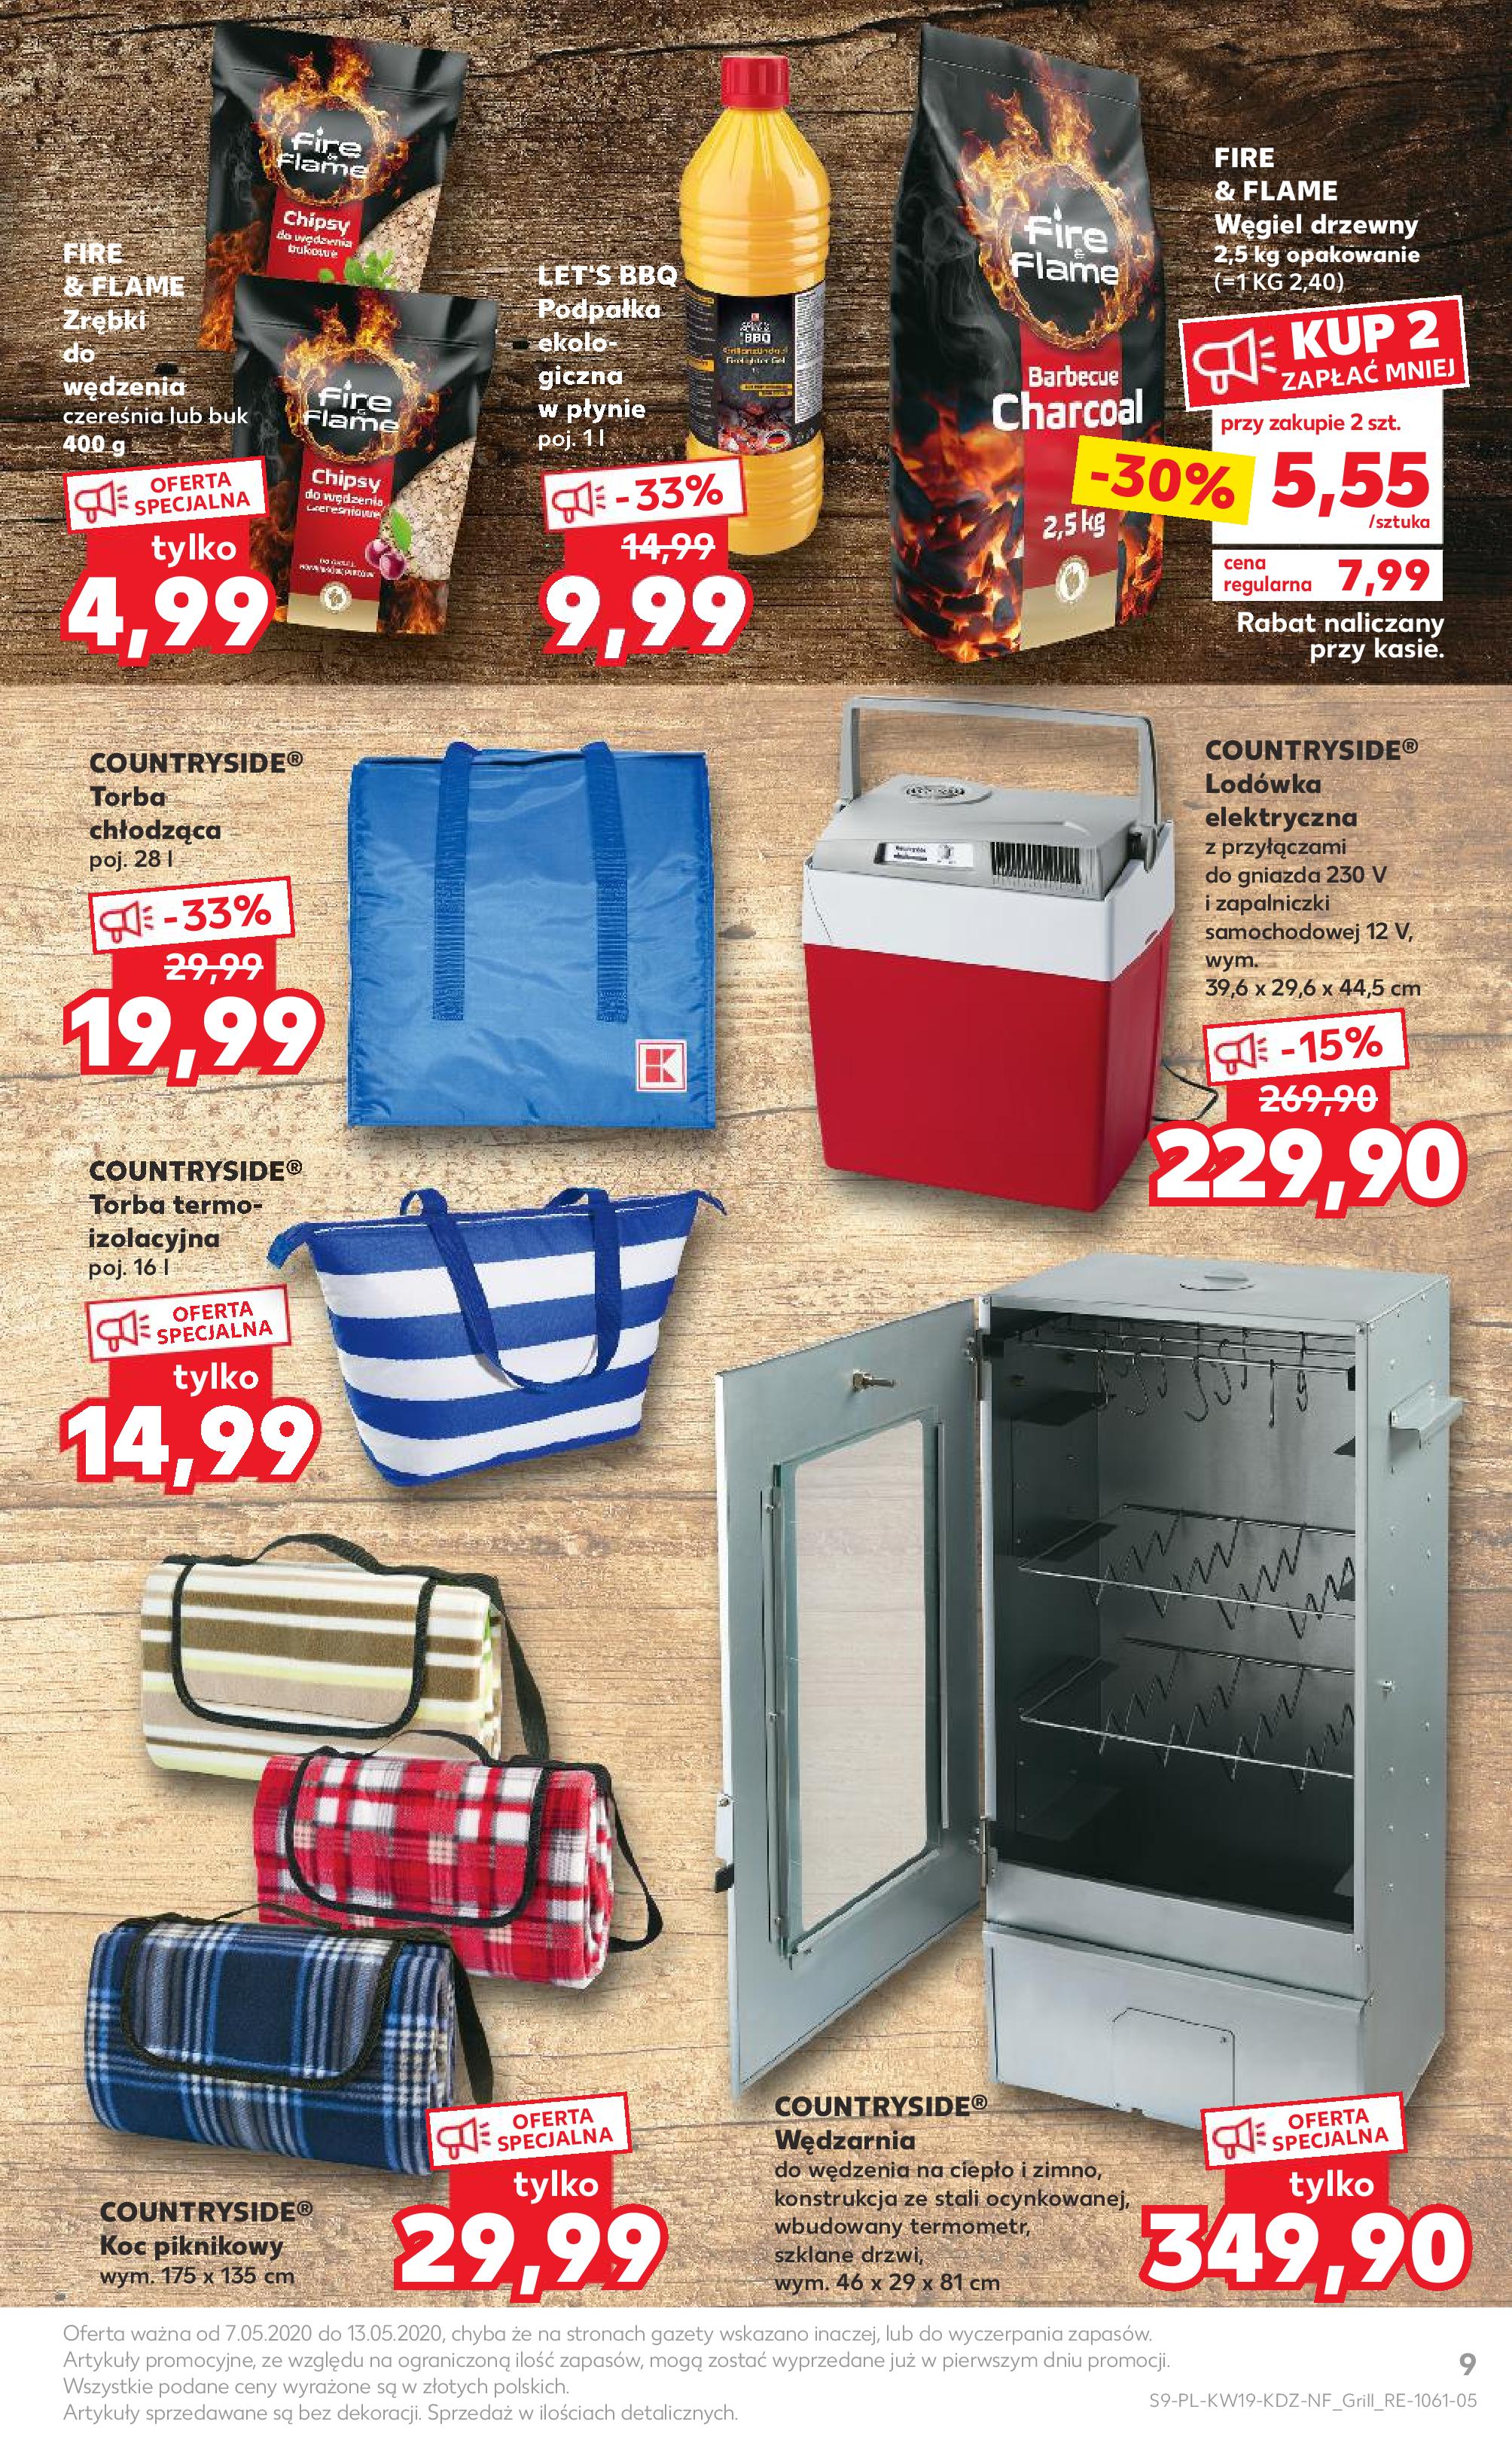 FIRE
& FLAME
Zrębki
do
wędzenia
czereśnia lub buk
400 g
OFERTA
SPECJALNA
tylko
4,99
Fire
&
Flame
Chipsy
do wędzenia
bukowe
Fire
&
Flame
Chipsy
do wędzenia
czereśniowe
LET'S BBQ
Podpałka
ekolo-
giczna
w płynie
poj. 1 l
-33%
14,99
9,99
BBQ
Fire
&
Flame
Barbecue
Charcoal
2,5 kg
FIRE
& FLAME
Węgiel drzewny
2,5 kg opakowanie
(=1 KG 2,40)
KUP 2
ZAPŁAĆ MNIEJ
przy zakupie 2 szt.
-30%
5,55
/sztuka
cena
regularna 7,99
Rabat naliczany
przy kasie.
COUNTRYSIDE®
Torba
chłodząca
poj. 28 l
-33%
29,99
19,99
K
COUNTRYSIDE®
Lodówka
elektryczna
z przyłączami
do gniazda 230 V
i zapalniczki
samochodowej 12 V,
wym.
39,6 x 29,6 x 44,5 cm
-15%
269,90
229,90
COUNTRYSIDE®
Torba termo-
izolacyjna
poj. 16 l
OFERTA
SPECJALNA
tylko
14,99
COUNTRYSIDE®
Koc piknikowy
wym. 175 x 135 cm
OFERTA
SPECJALNA
tylko
29,99
COUNTRYSIDE®
Wędzarnia
do wędzenia na ciepło i zimno,
konstrukcja ze stali ocynkowanej,
wbudowany termometr,
szklane drzwi,
wym. 46 x 29 x 81 cm
OFERTA
SPECJALNA
tylko
349,90
Oferta ważna od 7.05.2020 do 13.05.2020, chyba że na stronach gazety wskazano inaczej, lub do wyczerpania zapasów.
Artykuły promocyjne, ze względu na ograniczoną ilość zapasów, mogą zostać wyprzedane już w pierwszym dniu promocji.
Wszystkie podane ceny wyrażone są w złotych polskich.
Artykuły sprzedawane są bez dekoracji. Sprzedaż w ilościach detalicznych.
9
S9-PL-KW19-KDZ-NF_Grill_RE-1061-05